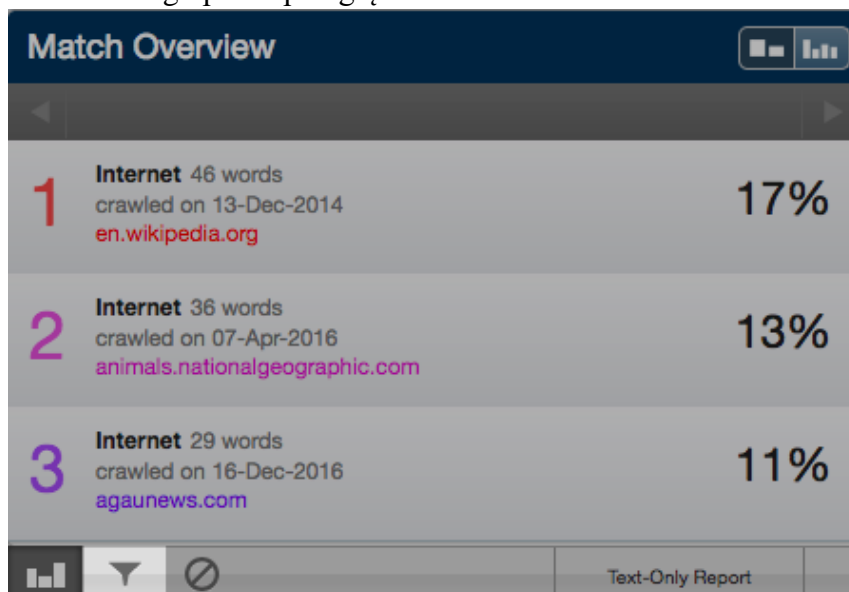 Match Overview
1
Internet 46 words
crawled on 13-Dec-2014
en.wikipedia.org
17%
2
Internet 36 words
crawled on 07-Apr-2016
animals.nationalgeographic.com
13%
3
Internet 29 words
crawled on 16-Dec-2016
agaunews.com
11%
Text-Only Report